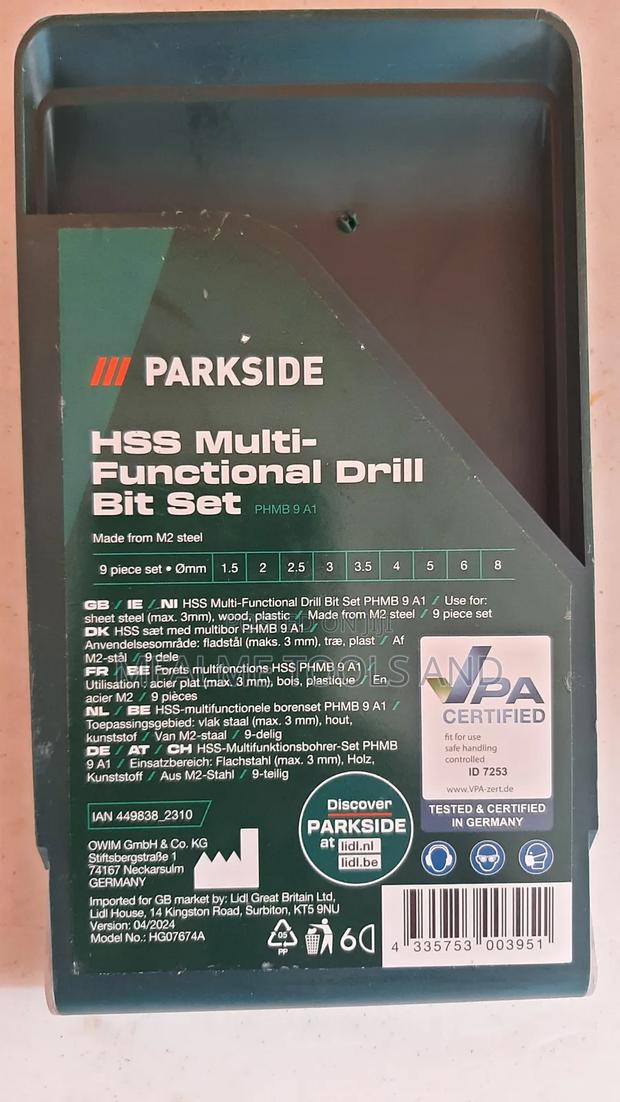 /// PARKSIDE
HSS Multi-
Functional Drill
Bit Set PHMB 9 A1
Made from M2 steel
9 piece set • Ømm 1.5 2 2.5 3 3.5 4 5 6 8
GB / IE / NI HSS Multi-Functional Drill Bit Set PHMB 9 A1 / Use for:
sheet steel (max. 3mm), wood, plastic / Made from M2 steel / 9 piece set
DK HSS sæt med multibor PHMB 9 A1 /
Anvendelsesområde: fladstål (maks. 3 mm), træ, plast / Af
M2-stål / 9 dele
FR / BE Forets multifonctions HSS PHMB 9 A1 /
Utilisation : acier plat (max. 3 mm), bois, plastique / En
acier M2 / 9 pièces
NL / BE HSS-multifunctionele borenset PHMB 9 A1 /
Toepassingsgebied: vlak staal (max. 3 mm), hout,
kunststof / Van M2-staal / 9-delig
DE / AT / CH HSS-Multifunktionsbohrer-Set PHMB
9 A1 / Einsatzbereich: Flachstahl (max. 3 mm), Holz,
Kunststoff / Aus M2-Stahl / 9-teilig
VPA
CERTIFIED
fit for use
safe handling
controlled
ID 7253
www.VPA-zert.de
TESTED & CERTIFIED
IN GERMANY
IAN 449838_2310
Discover
PARKSIDE
at lidl.nl
lidl.be
OWIM GmbH & Co. KG
Stiftsbergstraße 1
74167 Neckarsulm
GERMANY
Imported for GB market by: Lidl Great Britain Ltd,
Lidl House, 14 Kingston Road, Surbiton, KT5 9NU
Version: 04/2024
Model No.: HG07674A
05
PP
6
4 335753 003951
MEALME TOOLS AND